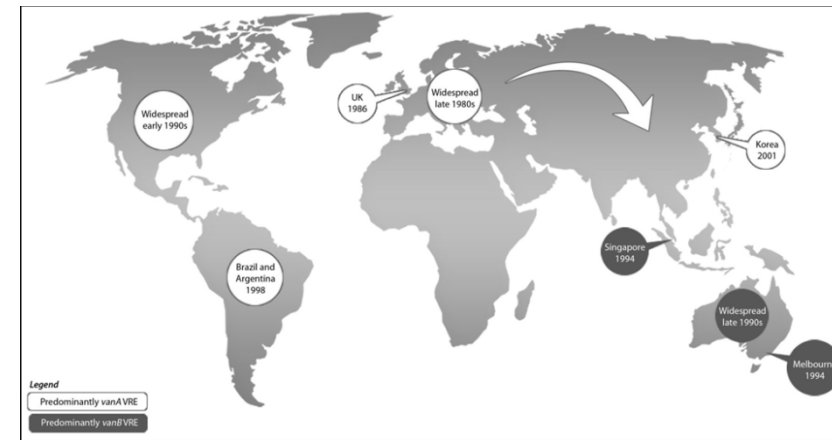 Widespread
early 1990s
UK
1986
Widespread
late 1980s
Korea
2001
Singapore
1994
Brazil and
Argentina
1998
Widespread
late 1990s
Melbourn
1994
Legend
Predominantly vanA VRE
Predominantly vanB VRE